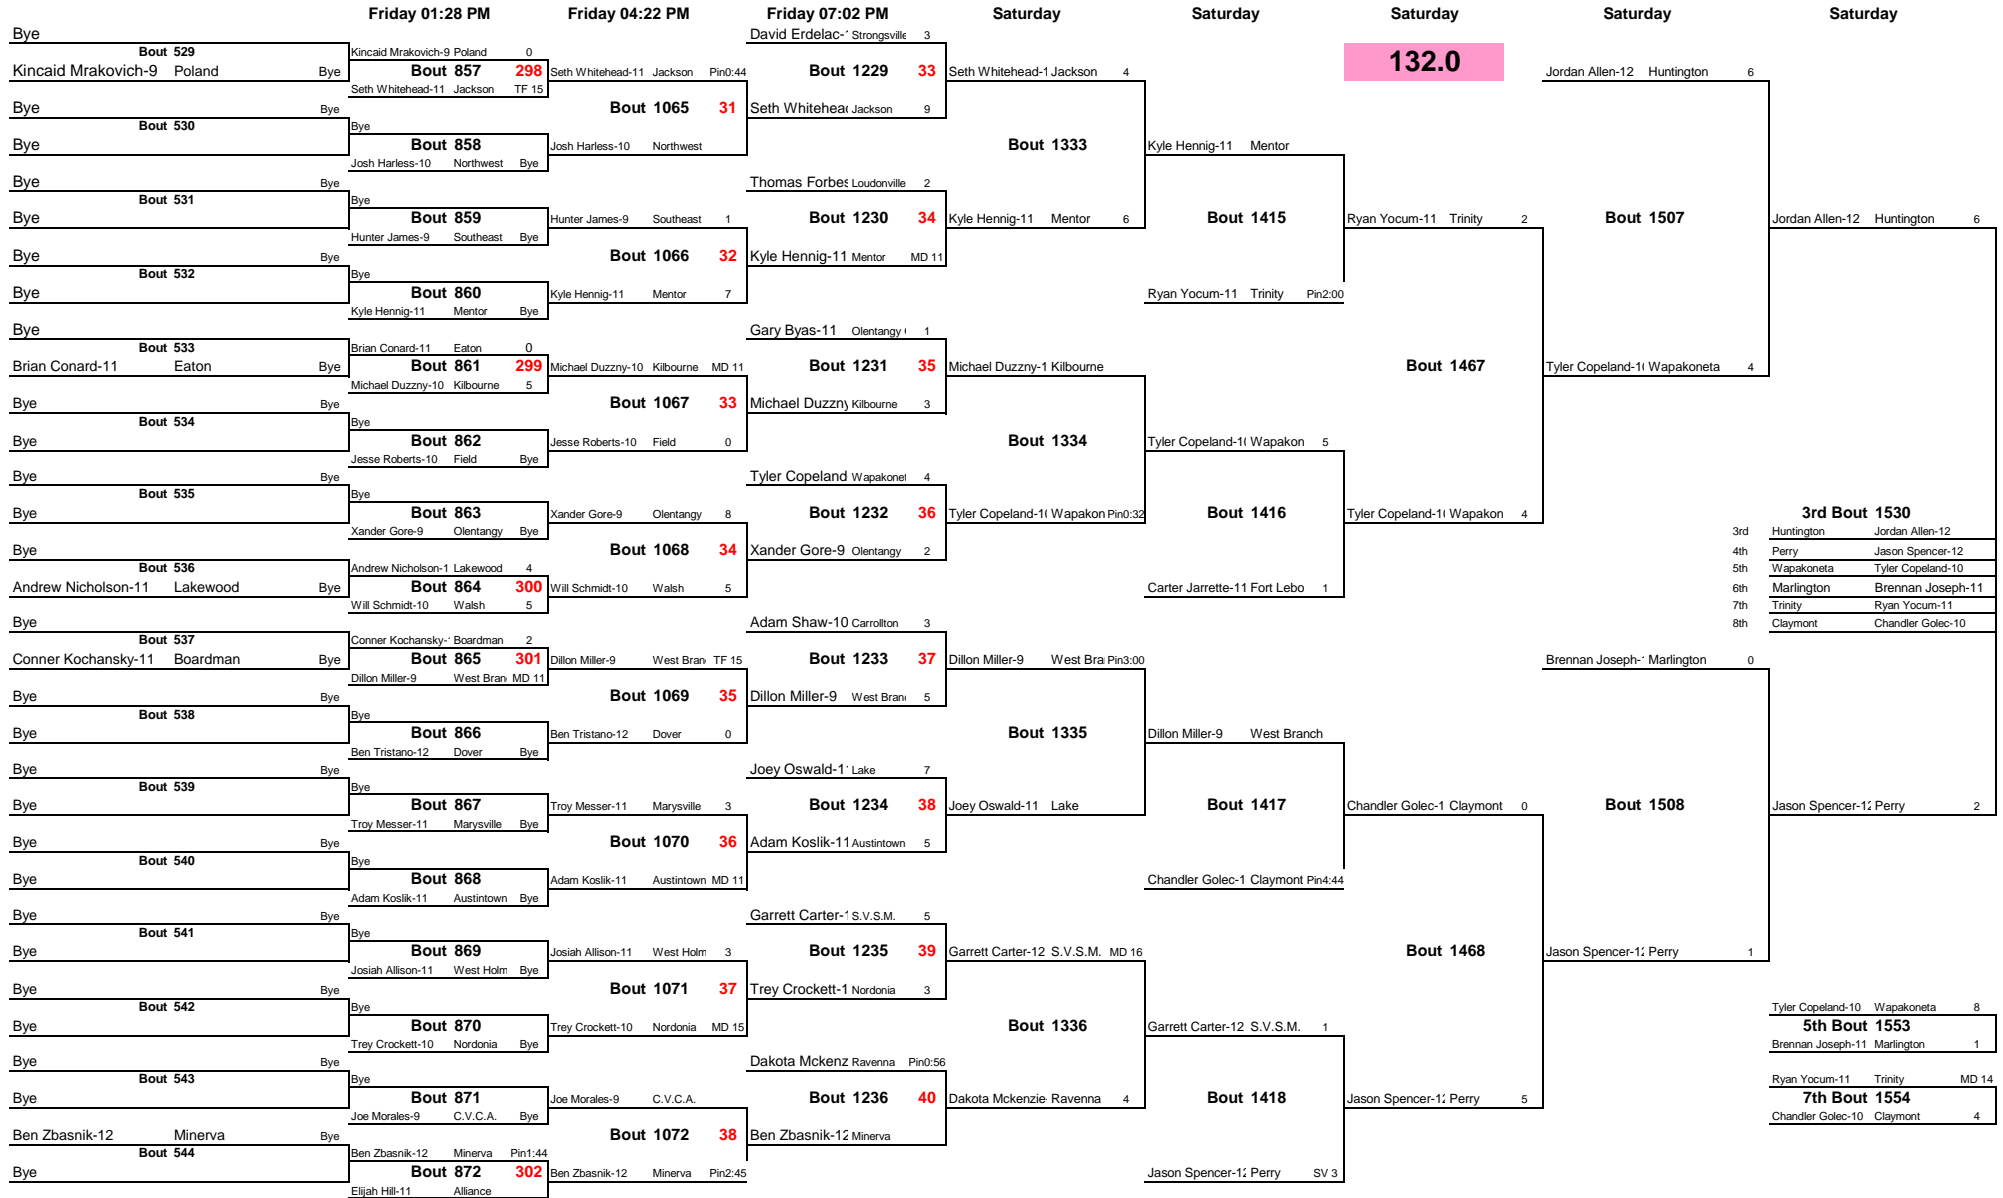 Friday 01:28 PM Friday 04:22 PM Friday 07:02 PM Saturday Saturday Saturday Saturday Saturday
132.0
Bye
Bout 529
Kincaid Mrakovich-9 Poland Bye
Bye Bye
Bout 530
Bye
Bye Bye
Bout 531
Bye
Bye Bye
Bout 532
Bye
Bye
Bout 533
Brian Conard-11 Eaton Bye
Bye Bye
Bout 534
Bye
Bye Bye
Bout 535
Bye
Bye
Bout 536
Andrew Nicholson-11 Lakewood Bye
Bye
Bout 537
Conner Kochansky-11 Boardman Bye
Bye Bye
Bout 538
Bye
Bye Bye
Bout 539
Bye
Bye Bye
Bout 540
Bye
Bye Bye
Bout 541
Bye
Bye Bye
Bout 542
Bye
Bye Bye
Bout 543
Bye
Ben Zbasnik-12 Minerva Bye
Bout 544
Bye
Kincaid Mrakovich-9 Poland 0
Bout 857 298
Seth Whitehead-11 Jackson TF 15
Bye
Bout 858
Josh Harless-10 Northwest Bye
Bye
Bout 859
Hunter James-9 Southeast Bye
Bye
Bout 860
Kyle Hennig-11 Mentor Bye
Brian Conard-11 Eaton 0
Bout 861 299
Michael Duzzny-10 Kilbourne 5
Bye
Bout 862
Jesse Roberts-10 Field Bye
Bye
Bout 863
Xander Gore-9 Olentangy Bye
Andrew Nicholson-1 Lakewood 4
Bout 864 300
Will Schmidt-10 Walsh 5
Conner Kochansky-1 Boardman 2
Bout 865 301
Dillon Miller-9 West Bran MD 11
Bye
Bout 866
Ben Tristano-12 Dover Bye
Bye
Bout 867
Troy Messer-11 Marysville Bye
Bye
Bout 868
Adam Koslik-11 Austintown Bye
Bye
Bout 869
Josiah Allison-11 West Holm Bye
Bye
Bout 870
Trey Crockett-10 Nordonia Bye
Bye
Bout 871
Joe Morales-9 C.V.C.A. Bye
Ben Zbasnik-12 Minerva Pin1:44
Bout 872 302
Elijah Hill-11 Alliance
Seth Whitehead-11 Jackson Pin0:44
Bout 1065 31
Josh Harless-10 Northwest
Hunter James-9 Southeast 1
Bout 1066 32
Kyle Hennig-11 Mentor 7
Michael Duzzny-10 Kilbourne MD 11
Bout 1067 33
Jesse Roberts-10 Field 0
Xander Gore-9 Olentangy 8
Bout 1068 34
Will Schmidt-10 Walsh 5
Dillon Miller-9 West Bran TF 15
Bout 1069 35
Ben Tristano-12 Dover 0
Troy Messer-11 Marysville 3
Bout 1070 36
Adam Koslik-11 Austintown MD 11
Josiah Allison-11 West Holm 3
Bout 1071 37
Trey Crockett-10 Nordonia MD 15
Joe Morales-9 C.V.C.A.
Bout 1072 38
Ben Zbasnik-12 Minerva Pin2:45
David Erdelac-1 Strongsville 3
Bout 1229 33
Seth Whitehead Jackson 9
Thomas Forbes Loudonville 2
Bout 1230 34
Kyle Hennig-11 Mentor MD 11
Gary Byas-11 Olentangy 1
Bout 1231 35
Michael Duzzny Kilbourne 3
Tyler Copeland Wapakonet 4
Bout 1232 36
Xander Gore-9 Olentangy 2
Adam Shaw-10 Carrollton 3
Bout 1233 37
Dillon Miller-9 West Bran 5
Joey Oswald-1 Lake 7
Bout 1234 38
Adam Koslik-11 Austintown 5
Garrett Carter-1 S.V.S.M. 5
Bout 1235 39
Trey Crockett-1 Nordonia 3
Dakota Mckenz Ravenna Pin0:56
Bout 1236 40
Ben Zbasnik-12 Minerva
Seth Whitehead-1 Jackson 4
Bout 1333
Kyle Hennig-11 Mentor 6
Michael Duzzny-1 Kilbourne
Bout 1334
Tyler Copeland-1 Wapakon Pin0:32
Dillon Miller-9 West Bra Pin3:00
Bout 1335
Joey Oswald-11 Lake
Garrett Carter-12 S.V.S.M. MD 16
Bout 1336
Dakota Mckenzie- Ravenna 4
Kyle Hennig-11 Mentor
Bout 1415
Ryan Yocum-11 Trinity Pin2:00
Tyler Copeland-1 Wapakon 5
Bout 1416
Carter Jarrette-11 Fort Lebo 1
Dillon Miller-9 West Branch
Bout 1417
Chandler Golec-1 Claymont Pin4:44
Garrett Carter-12 S.V.S.M. 1
Bout 1418
Jason Spencer-12 Perry SV 3
Ryan Yocum-11 Trinity 2
Bout 1467
Tyler Copeland-1 Wapakon 4
Chandler Golec-1 Claymont 0
Bout 1468
Jason Spencer-12 Perry 5
Jordan Allen-12 Huntington 6
Bout 1507
Tyler Copeland-1 Wapakoneta 4
Brennan Joseph-1 Marlington 0
Bout 1508
Jason Spencer-12 Perry 1
Jordan Allen-12 Huntington 6
3rd Bout 1530
Jason Spencer-12 Perry 2
3rd Huntington Jordan Allen-12
4th Perry Jason Spencer-12
5th Wapakoneta Tyler Copeland-10
6th Marlington Brennan Joseph-11
7th Trinity Ryan Yocum-11
8th Claymont Chandler Golec-10
Tyler Copeland-10 Wapakoneta 8
5th Bout 1553
Brennan Joseph-11 Marlington 1
Ryan Yocum-11 Trinity MD 14
7th Bout 1554
Chandler Golec-10 Claymont 4